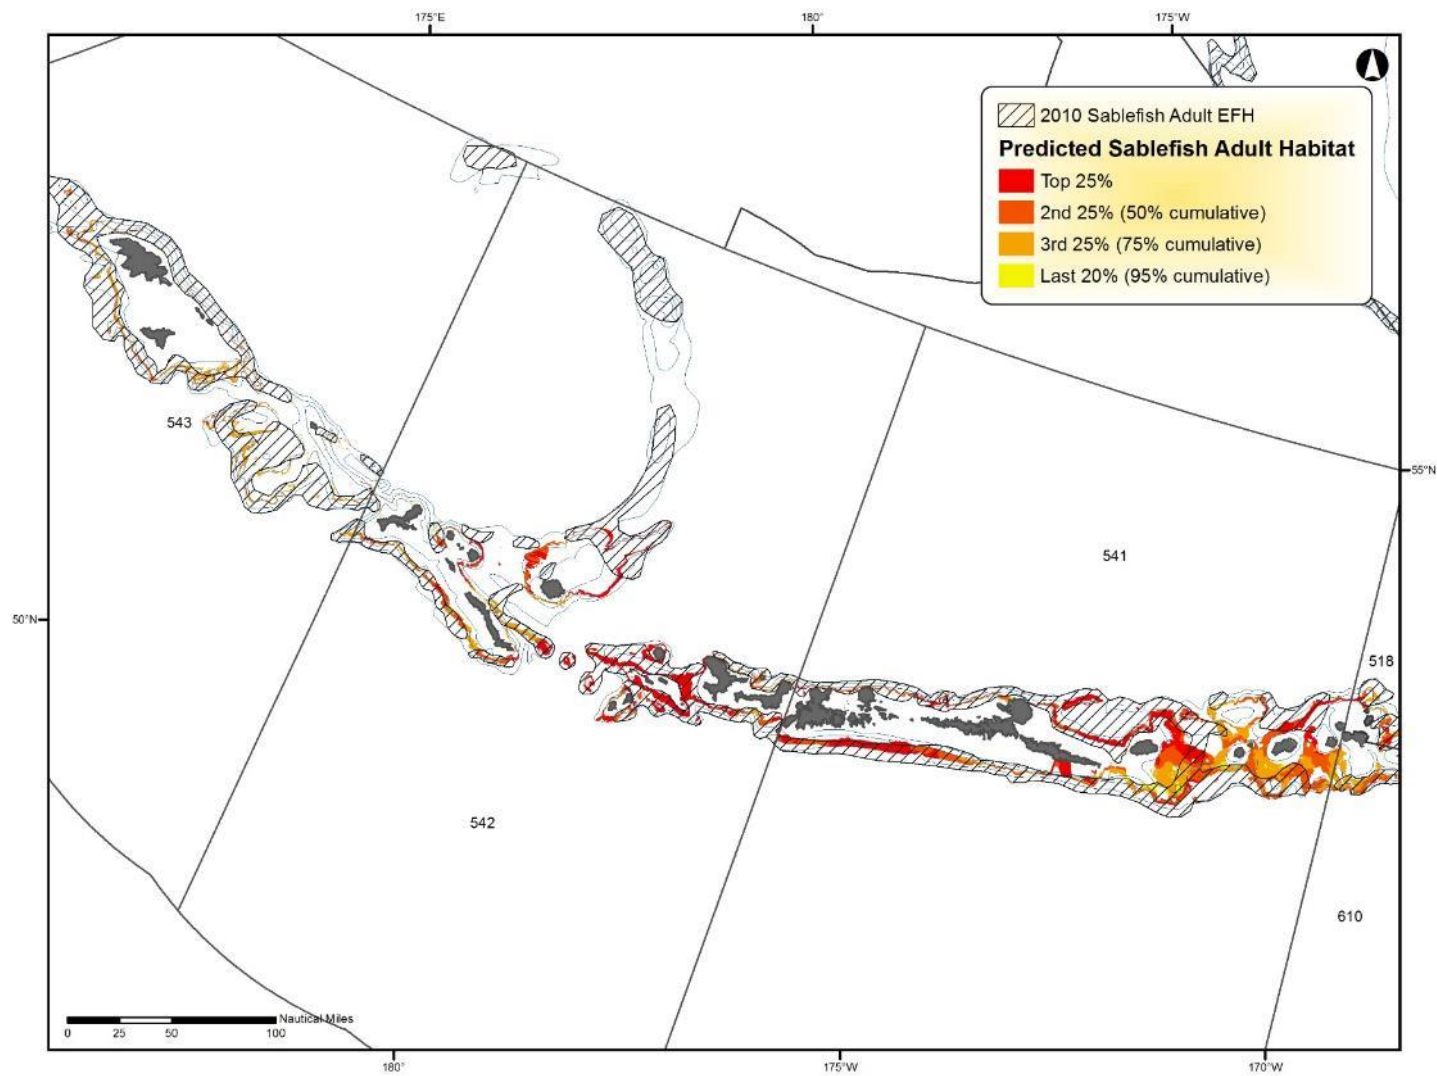 175°E
180°
175°W
2010 Sablefish Adult EFH
Predicted Sablefish Adult Habitat
Top 25%
2nd 25% (50% cumulative)
3rd 25% (75% cumulative)
Last 20% (95% cumulative)
543
55°N
541
50°N
518
542
610
Nautical Miles
0 25 50 100
180°
175°W
170°W